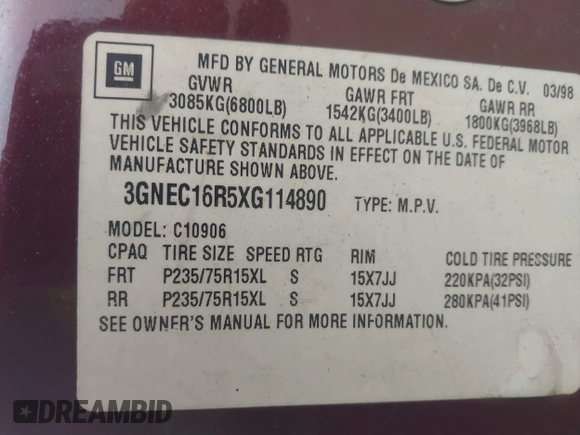 GM
MFD BY GENERAL MOTORS De MEXICO SA. De C.V. 03/98
GVWR GAWR FRT GAWR RR
3085KG(6800LB) 1542KG(3400LB) 1800KG(3968LB)
THIS VEHICLE CONFORMS TO ALL APPLICABLE U.S. FEDERAL MOTOR
VEHICLE SAFETY STANDARDS IN EFFECT ON THE DATE OF
MANUFACTURE SHOWN ABOVE.
3GNEC16R5XG114890 TYPE: M.P.V.
MODEL: C10906
CPAQ TIRE SIZE SPEED RTG RIM COLD TIRE PRESSURE
FRT P235/75R15XL S 15X7JJ 220KPA(32PSI)
RR P235/75R15XL S 15X7JJ 280KPA(41PSI)
SEE OWNER'S MANUAL FOR MORE INFORMATION.
DREAMBID